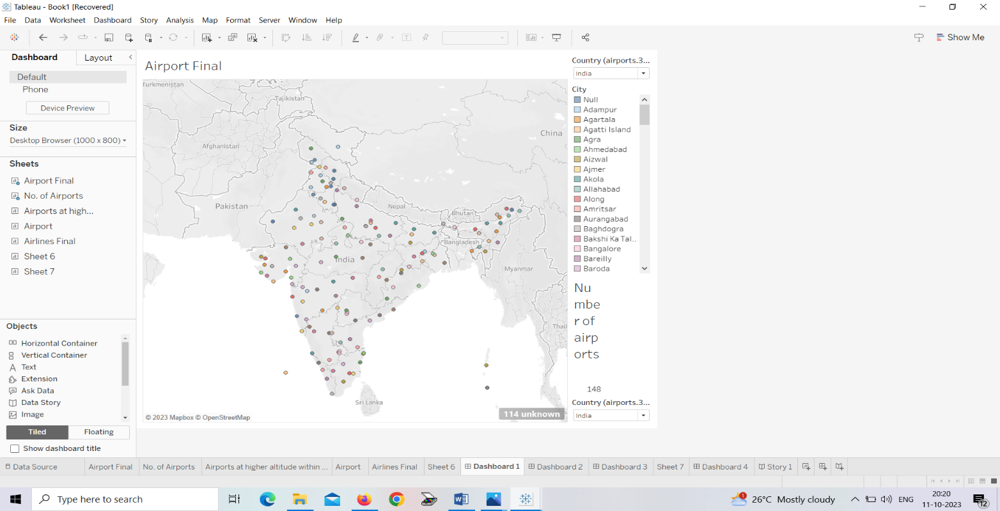 Tableau - Book1 [Recovered]
File Data Worksheet Dashboard Story Analysis Map Format Server Window Help
Show Me
Dashboard
Layout
Default
Phone
Device Preview
Size
Desktop Browser (1000 x 800)
Sheets
Airport Final
No. of Airports
Airports at high...
Airport
Airlines Final
Sheet 6
Sheet 7
Objects
Horizontal Container
Vertical Container
Text
Extension
Ask Data
Data Story
Image
Tiled
Floating
Show dashboard title
Airport Final
Turkmenistan
Tajikistan
China
Afghanistan
Pakistan
Nepal
Bhutan
Bangladesh
India
Myanmar
Thail
Sri Lanka
© 2023 Mapbox © OpenStreetMap
114 unknown
Country (airports.3...
India
City
Null
Adampur
Agartala
Agatti Island
Agra
Ahmedabad
Aizwal
Ajmer
Akola
Allahabad
Along
Amritsar
Aurangabad
Baghdogra
Bakshi Ka Tal..
Bangalore
Bareilly
Baroda
Nu
mbe
r of
airp
orts
148
Country (airports.3...
India
Data Source
Airport Final
No. of Airports
Airports at higher altitude within ...
Airport
Airlines Final
Sheet 6
Dashboard 1
Dashboard 2
Dashboard 3
Sheet 7
Dashboard 4
Story 1
Type here to search
1
26°C Mostly cloudy
ENG
20:20
11-10-2023
12